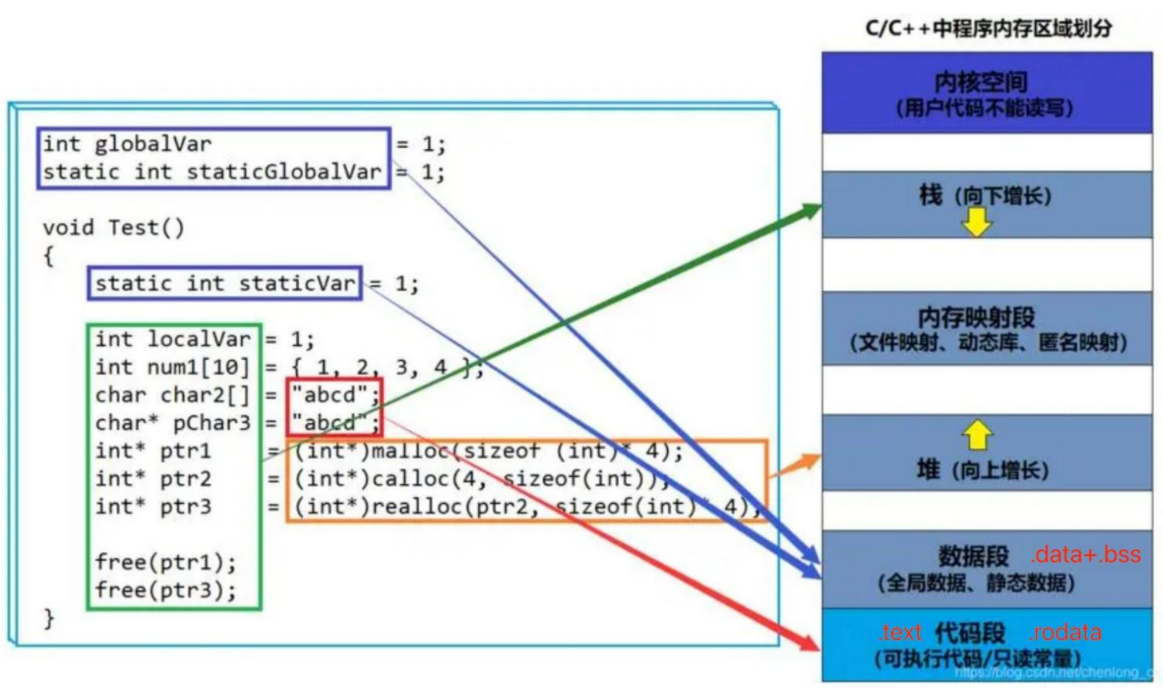 C/C++中程序内存区域划分
内核空间
(用户代码不能读写)
栈 (向下增长)
内存映射段
(文件映射、动态库、匿名映射)
堆 (向上增长)
数据段 .data+.bss
(全局数据、静态数据)
.text 代码段 .rodata
(可执行代码/只读常量)
int globalVar = 1;
static int staticGlobalVar = 1;
void Test()
{
static int staticVar = 1;
int localVar = 1;
int num1[10] = { 1, 2, 3, 4 };
char char2[] = "abcd";
char* pChar3 = "abcd";
int* ptr1 = (int*)malloc(sizeof (int)* 4);
int* ptr2 = (int*)calloc(4, sizeof(int));
int* ptr3 = (int*)realloc(ptr2, sizeof(int)* 4);
free(ptr1);
free(ptr3);
}
https://blog.csdn.net/chenlong_